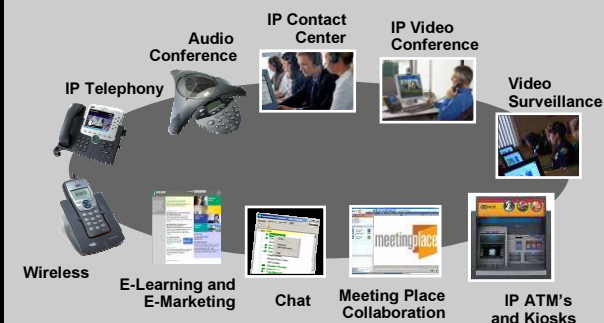 IP Contact
Center
IP Video
Conference
Audio
Conference
IP Telephony
Video
Surveillance
meetingplace
Wireless
E-Learning and
E-Marketing
Chat
Meeting Place
Collaboration
IP ATM's
and Kiosks